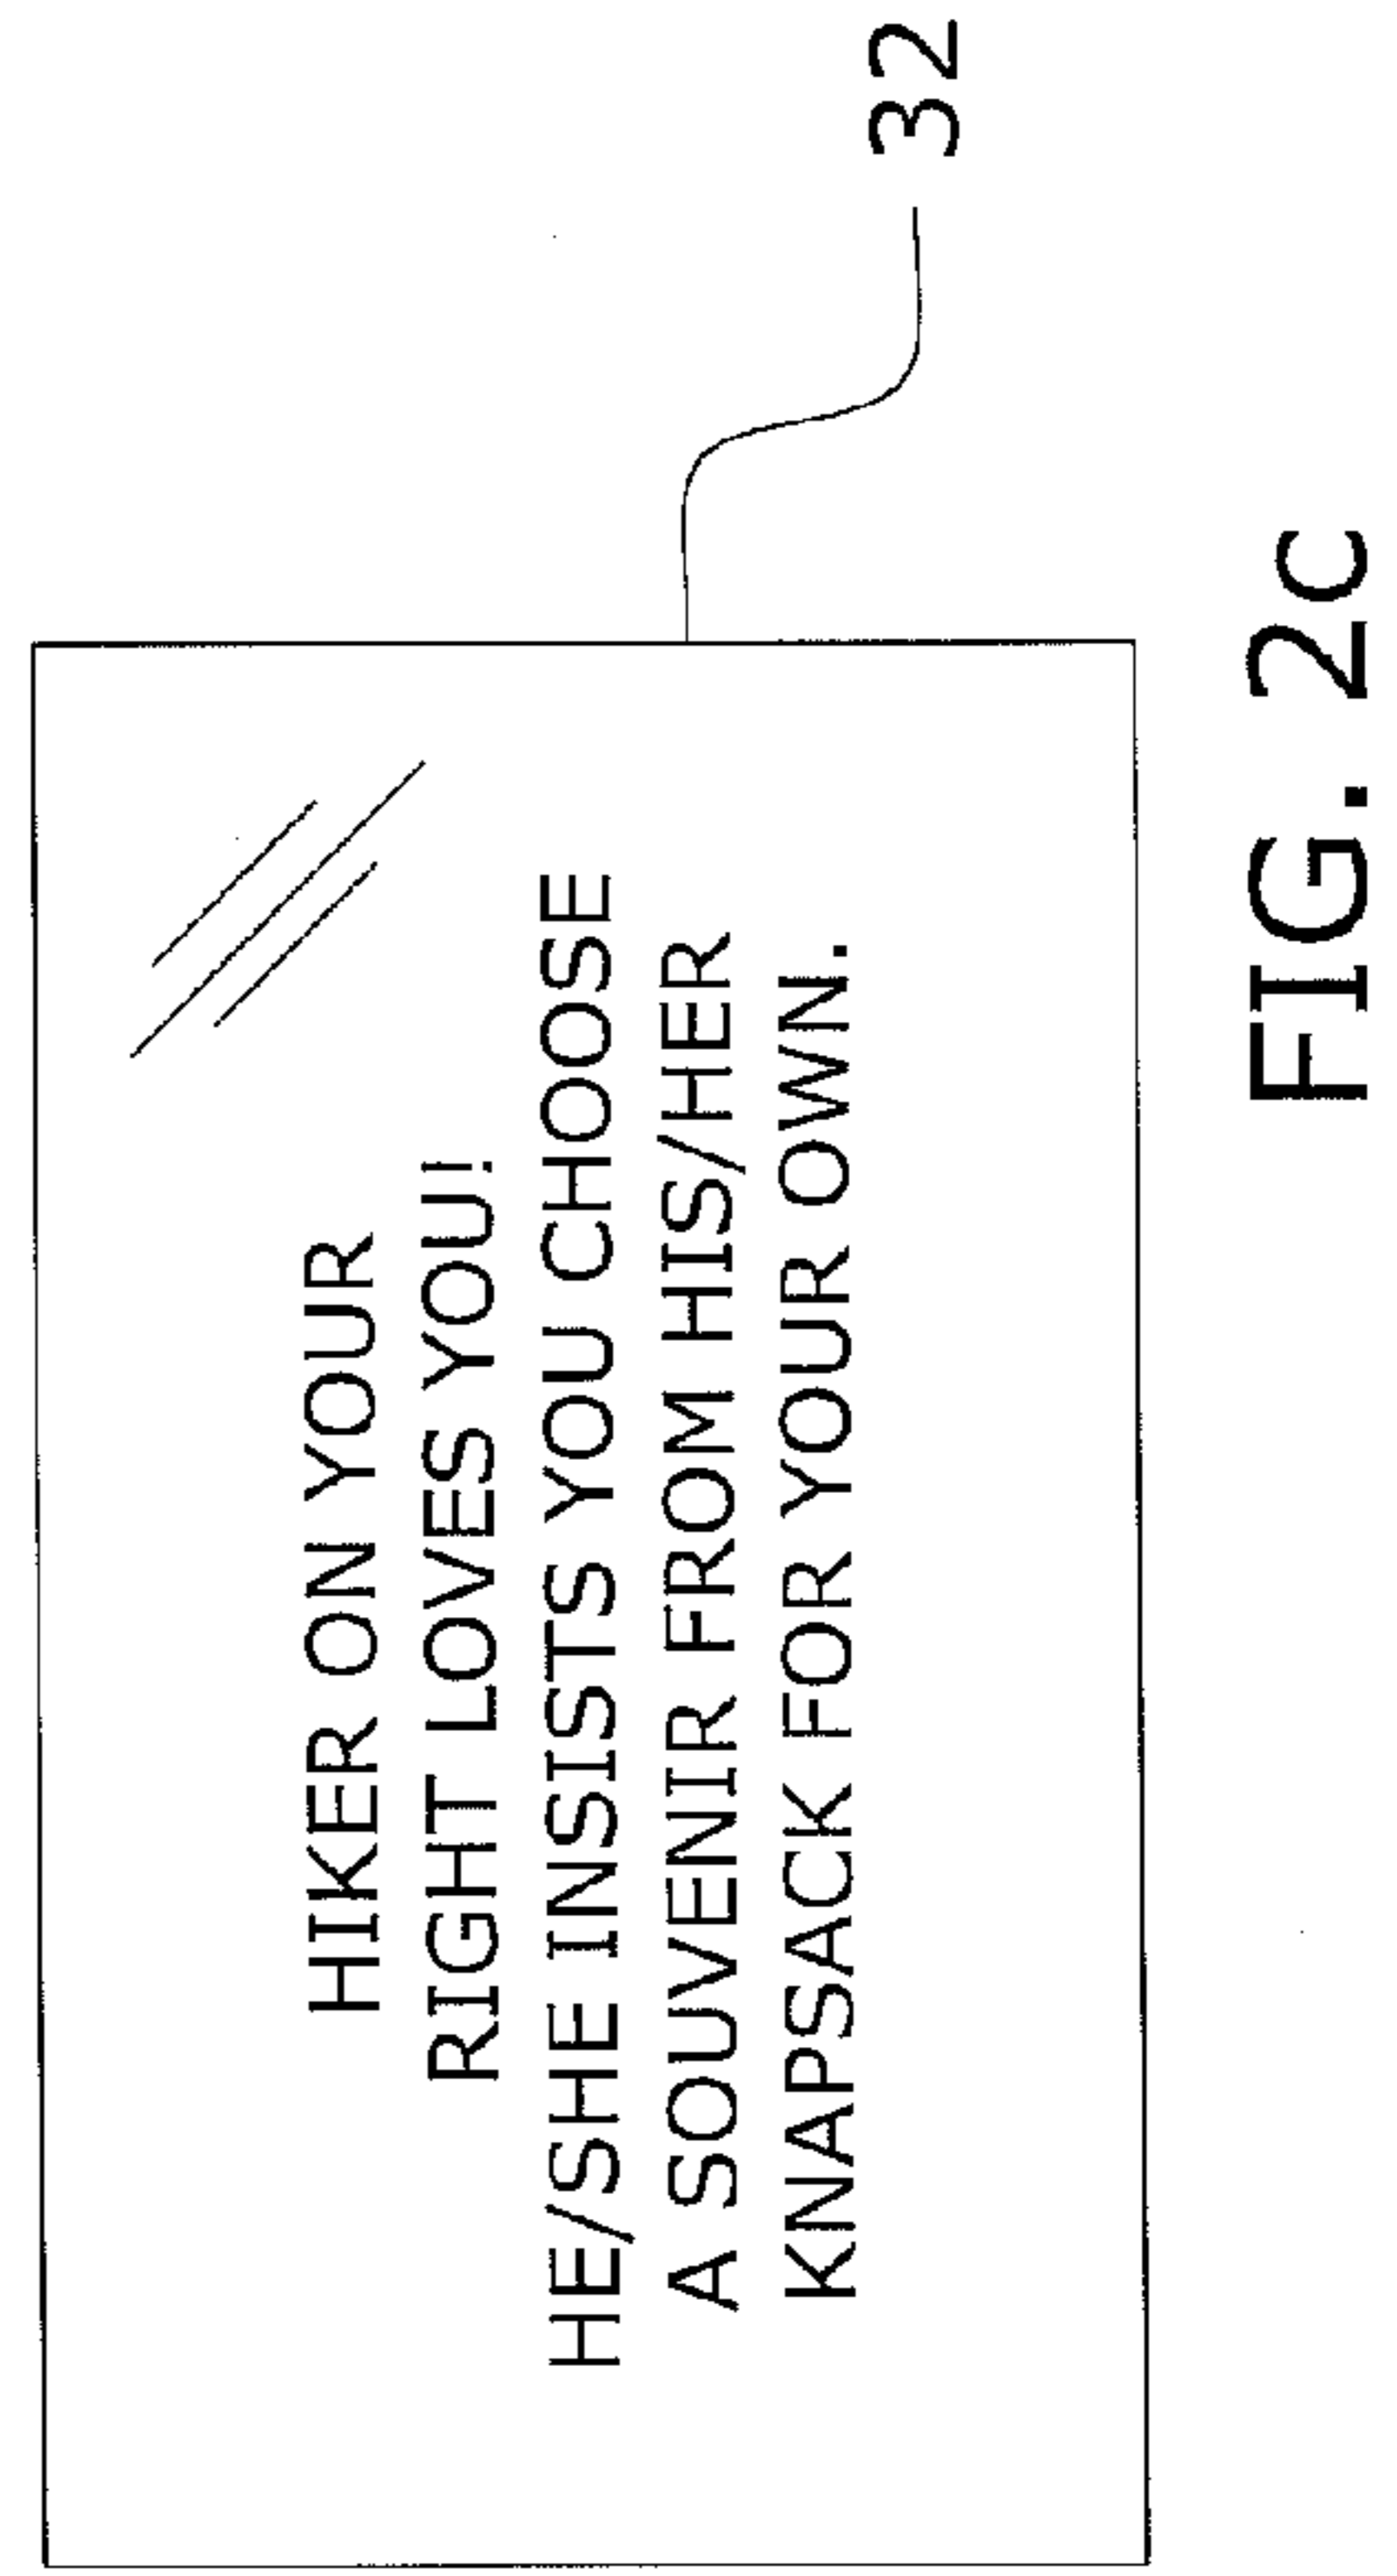 HIKER ON YOUR
RIGHT LOVES YOU!
HE/SHE INSISTS YOU CHOOSE
A SOUVENIR FROM HIS/HER
KNAPSACK FOR YOUR OWN.
32
FIG. 2c